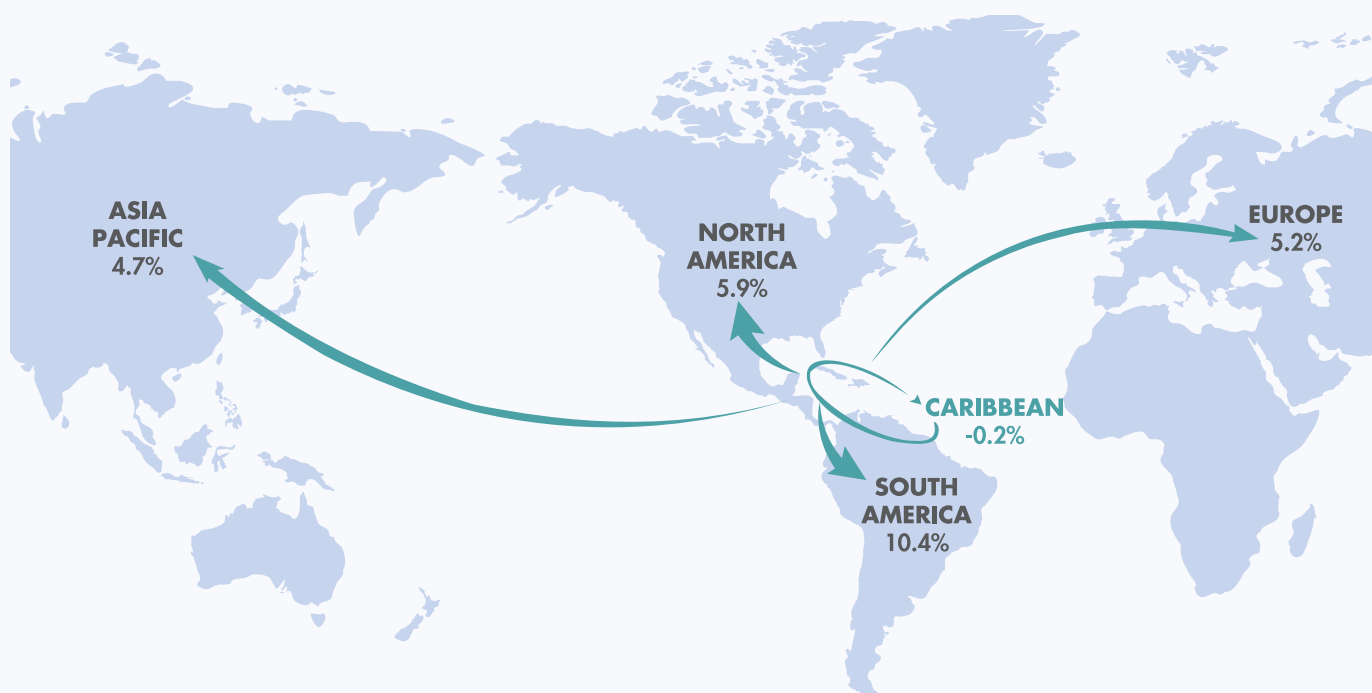 ASIA
PACIFIC
4.7%
NORTH
AMERICA
5.9%
EUROPE
5.2%
CARIBBEAN
-0.2%
SOUTH
AMERICA
10.4%